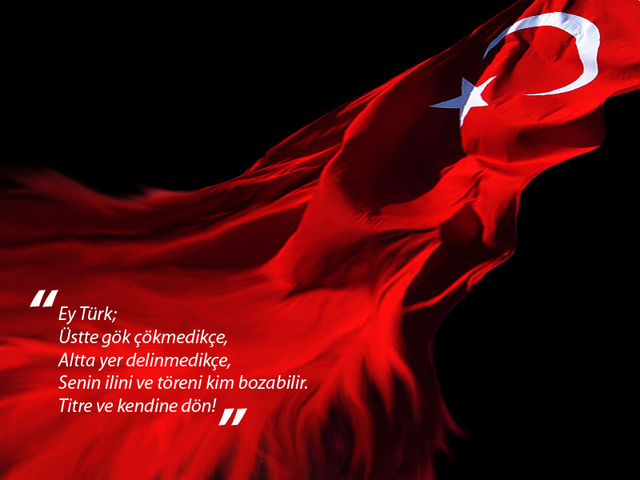 “
Ey Türk;
Üstte gök çökmedikçe,
Altta yer delinmedikçe,
Senin ilini ve töreni kim bozabilir.
Titre ve kendine dön!
”